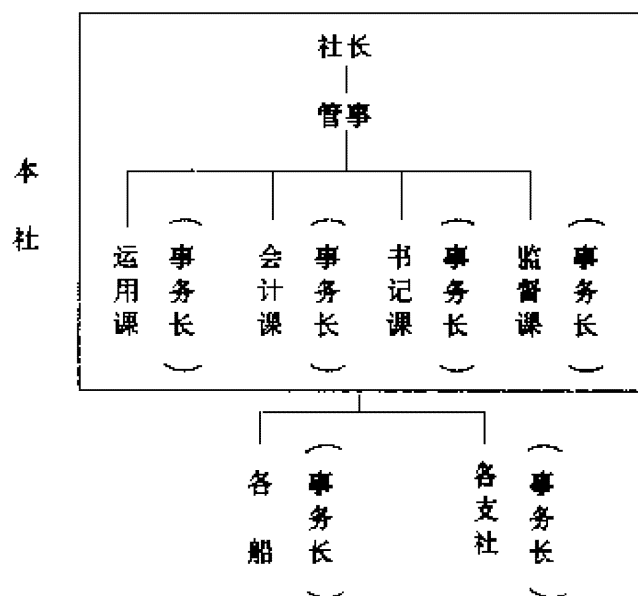 社长
管事
本社
运用课(事务长)
会计课(事务长)
书记课(事务长)
监督课(事务长)
各船(事务长)
各支社(事务长)